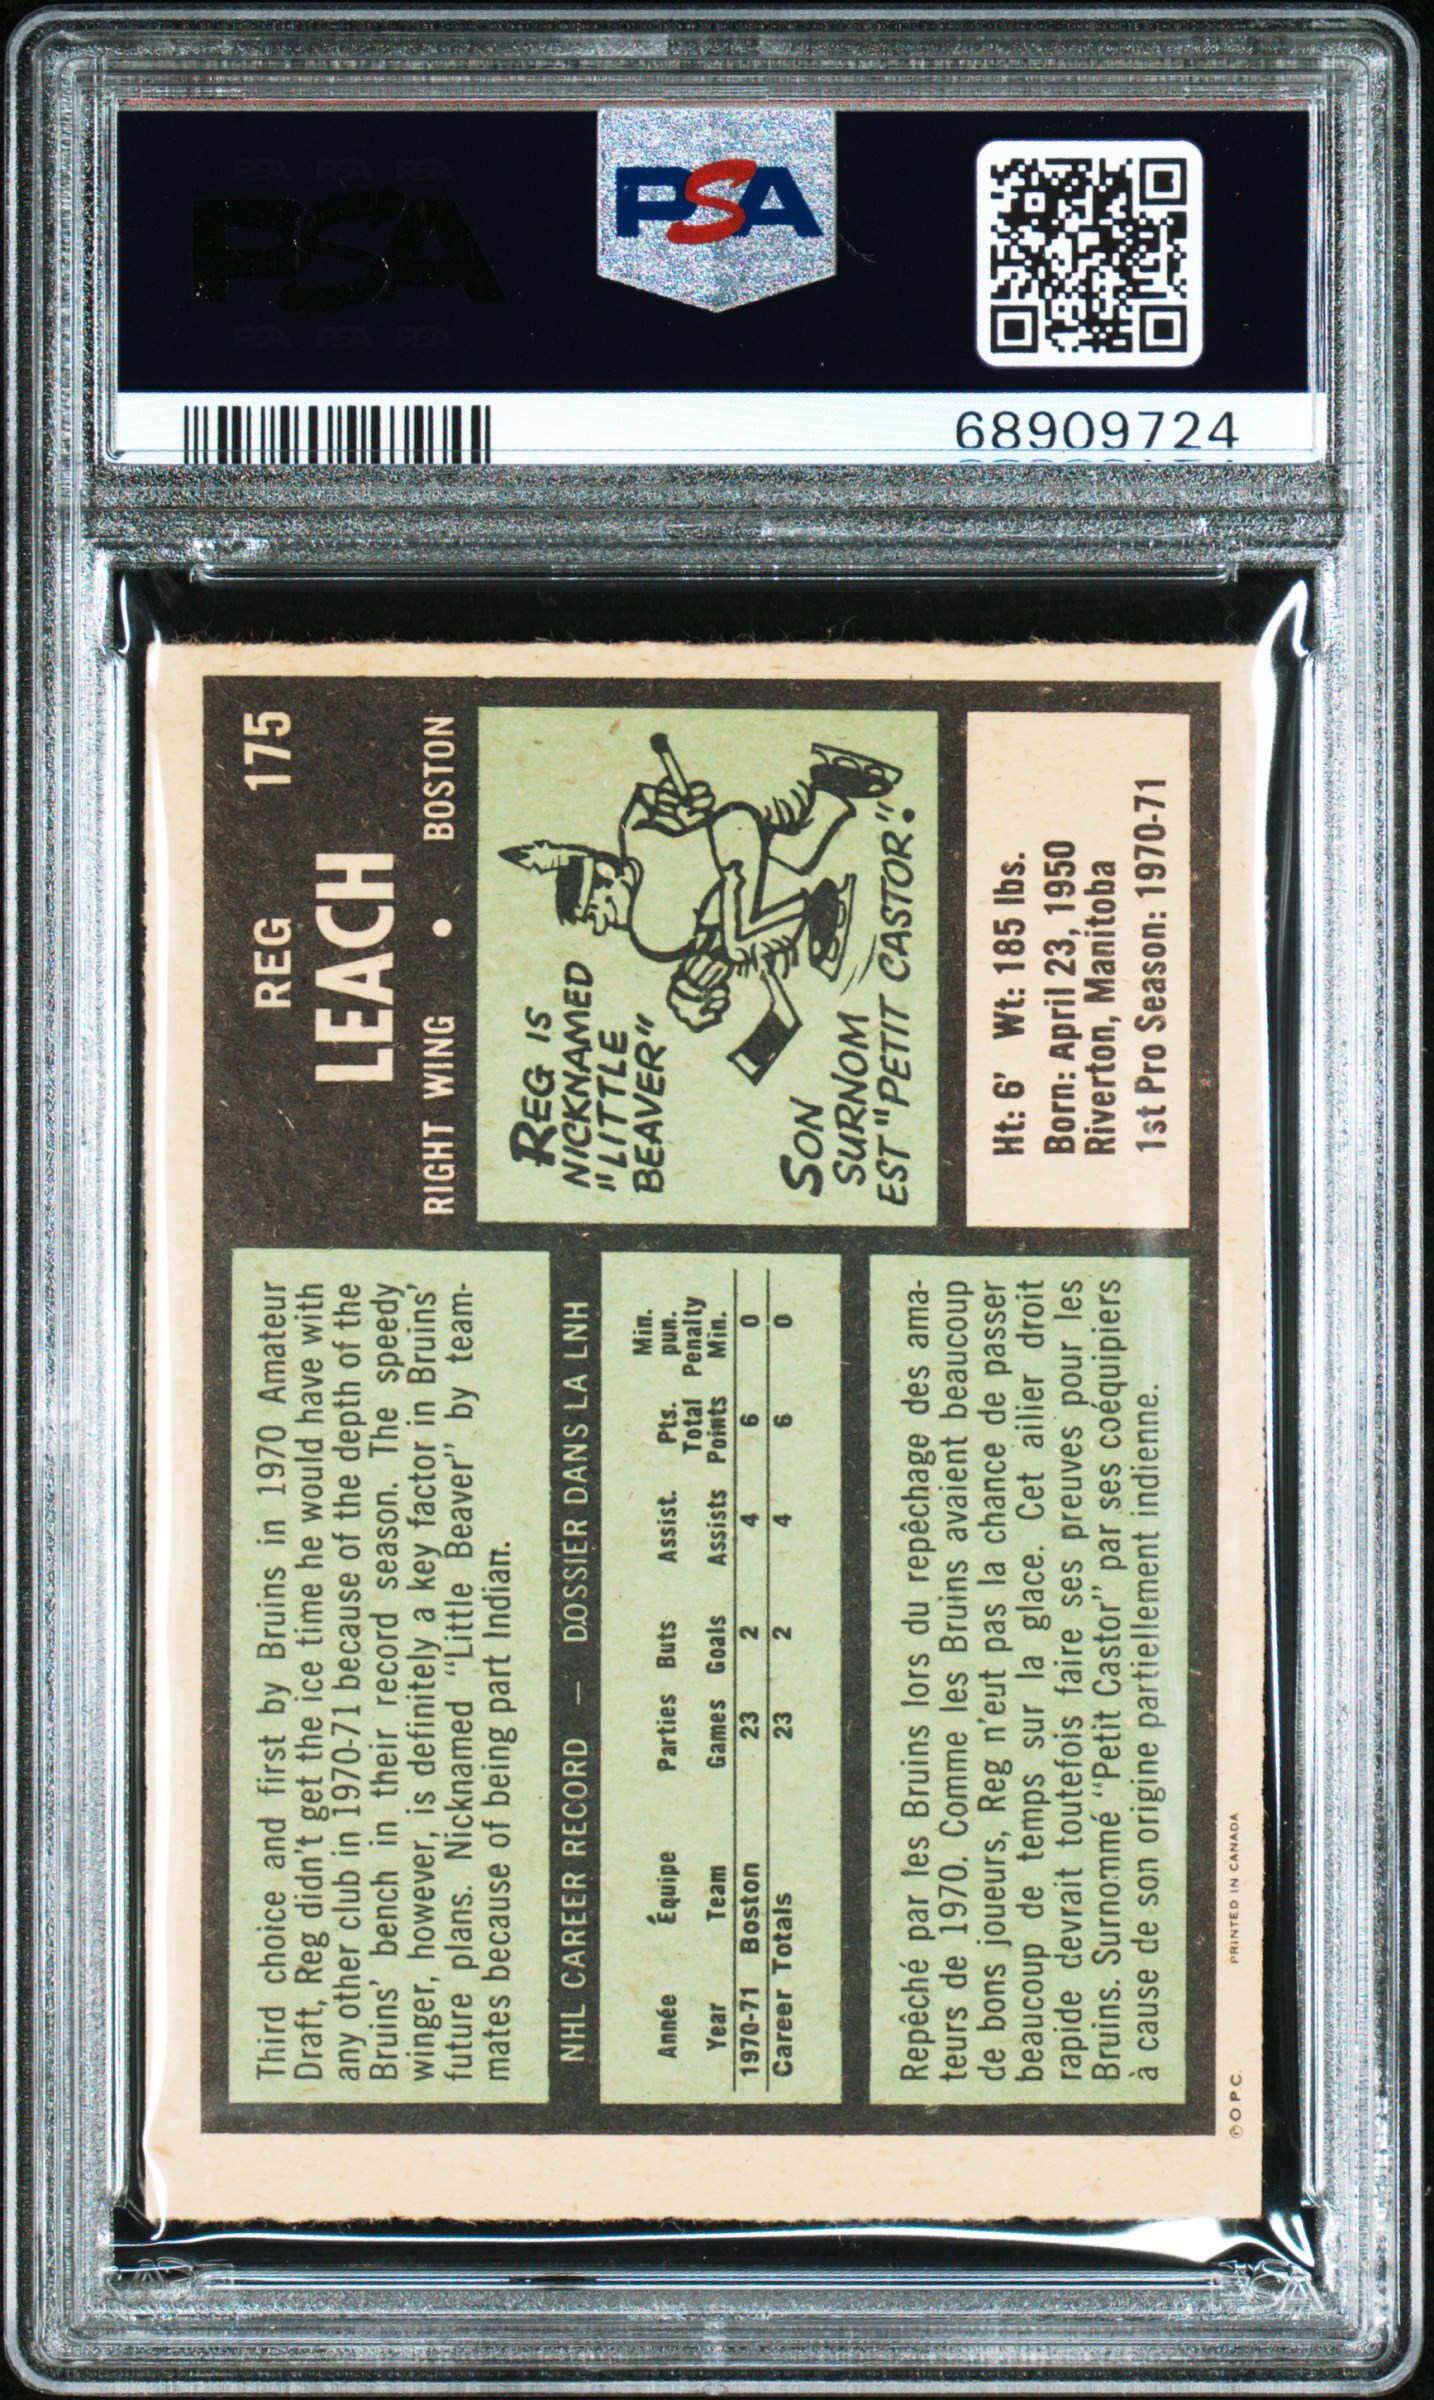 PSA
PSA
68909724
REG 175
LEACH
RIGHT WING • BOSTON
REG IS
NICKNAMED
"LITTLE
BEAVER"
SON
SURNOM
EST "PETIT CASTOR".
Ht: 6' Wt: 185 lbs.
Born: April 23, 1950
Riverton, Manitoba
1st Pro Season: 1970-71
Third choice and first by Bruins in 1970 Amateur
Draft, Reg didn't get the ice time he would have with
any other club in 1970-71 because of the depth of the
Bruins' bench in their record season. The speedy
winger, however, is definitely a key factor in Bruins'
future plans. Nicknamed "Little Beaver" by team-
mates because of being part Indian.
NHL CAREER RECORD — DOSSIER DANS LA LNH
Année Équipe Parties Buts Assist. Pts. Min. pun.
Year Team Games Goals Assists Total Points Penalty Min.
1970-71 Boston 23 2 4 6 0
Career Totals 23 2 4 6 0
Repêché par les Bruins lors du repêchage des ama-
teurs de 1970. Comme les Bruins avaient beaucoup
de bons joueurs, Reg n'eut pas la chance de passer
beaucoup de temps sur la glace. Cet ailier droit
rapide devrait toutefois faire ses preuves pour les
Bruins. Surnommé "Petit Castor" par ses coéquipiers
à cause de son origine partiellement indienne.
©O.P.C. PRINTED IN CANADA